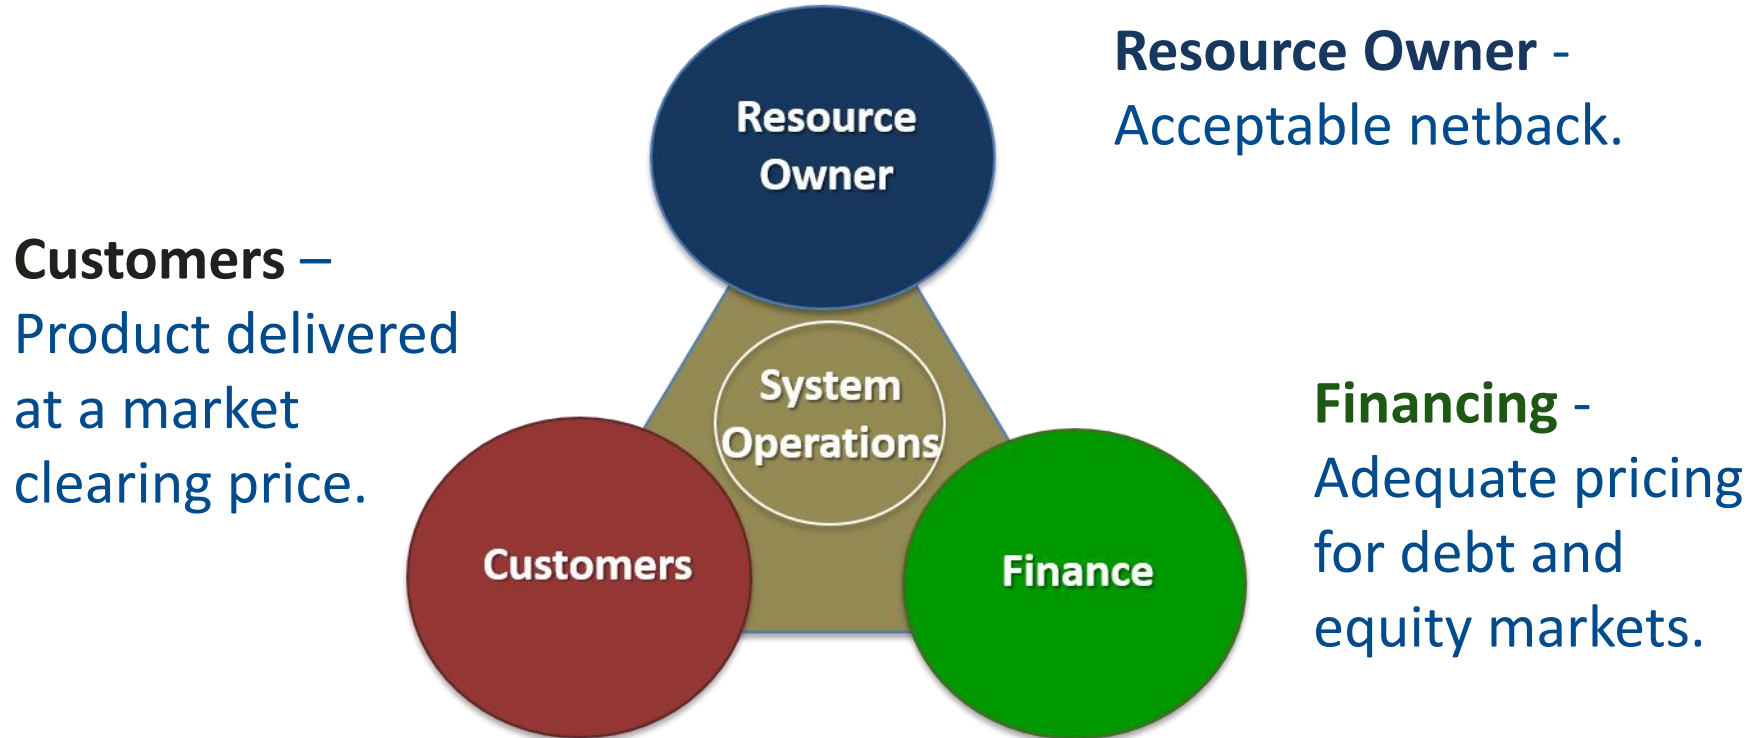 Resource
Owner
Resource Owner -
Acceptable netback.
Customers –
Product delivered
at a market
clearing price.
System
Operations
Financing -
Adequate pricing
for debt and
equity markets.
Customers
Finance